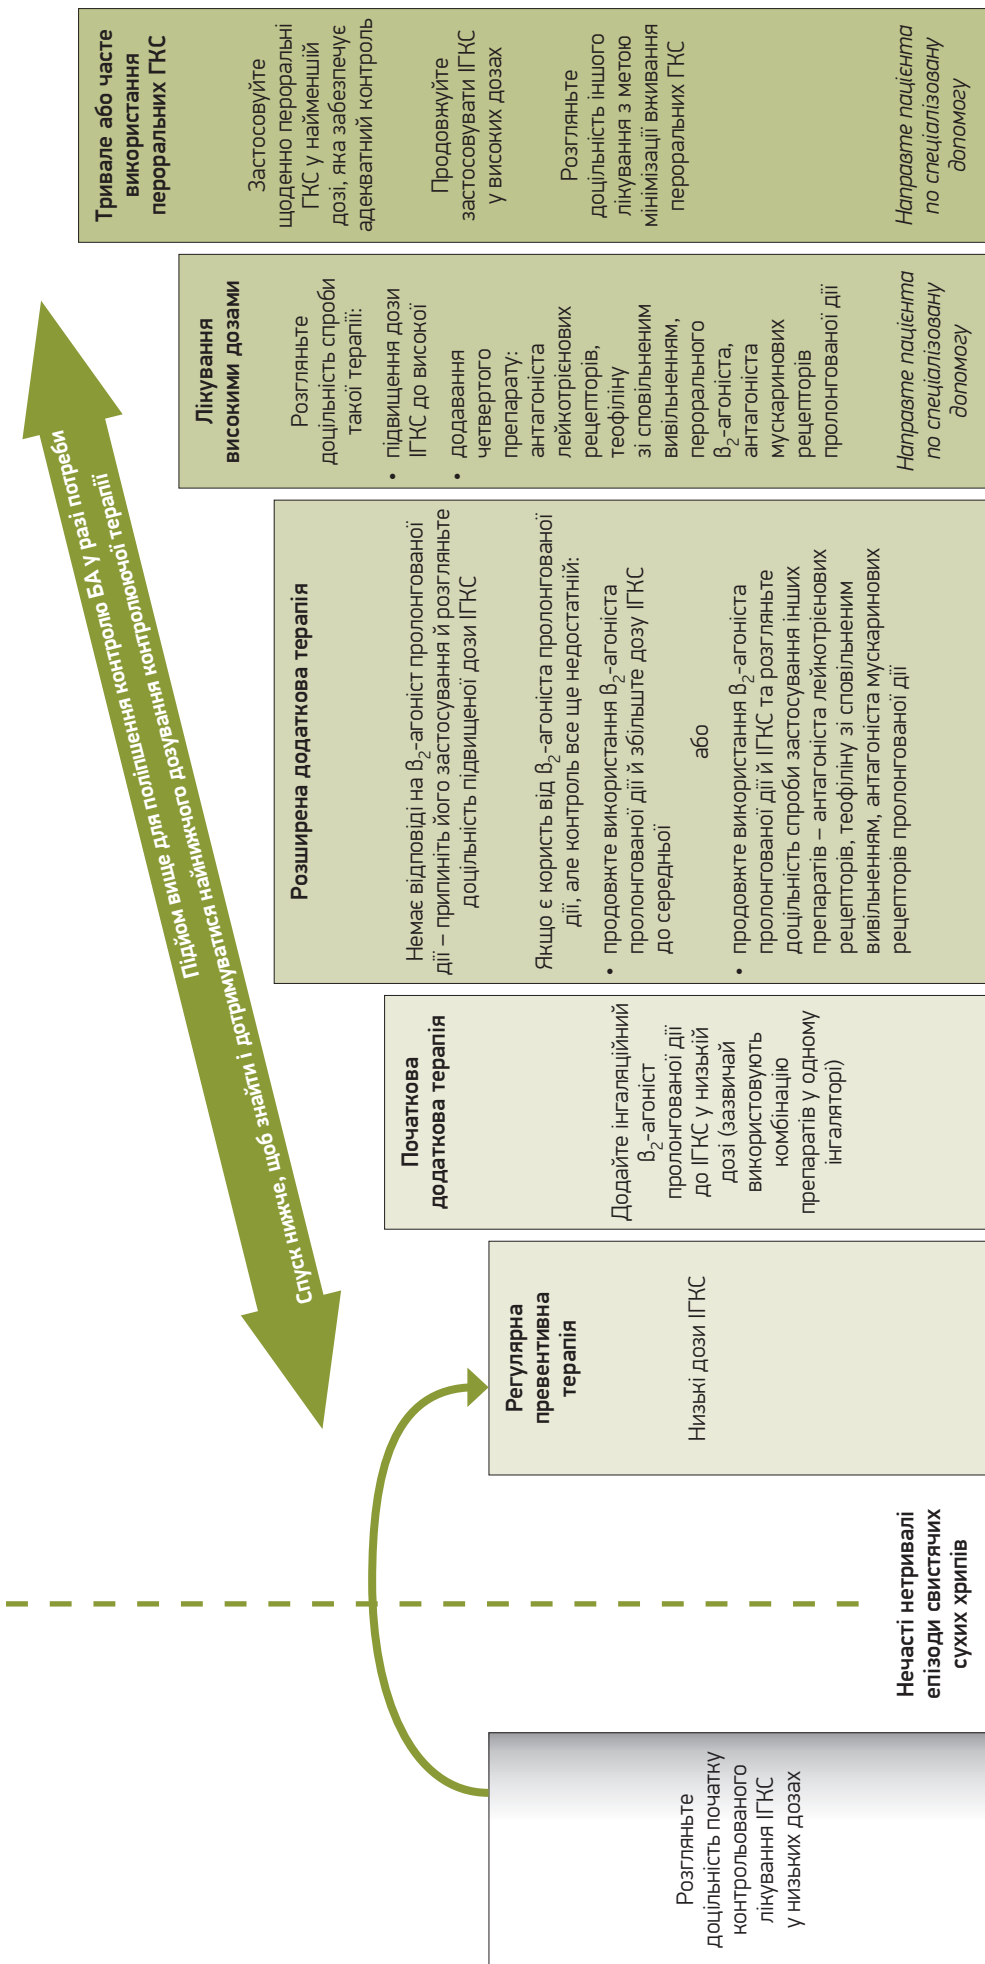 Підйом вище для поліпшення контролю БА у разі потреби
Спуск нижче, щоб знайти і дотримуватися найнижчого дозування контролюючої терапії
Розгляньте
доцільність початку
контрольованого
лікування ІГКС
у низьких дозах
Нечасті нетривалі
епізоди свистячих
сухих хрипів
Регулярна
превентивна
терапія
Низькі дози ІГКС
Початкова
додаткова терапія
Додайте інгаляційний
β₂-агоніст
пролонгованої дії
до ІГКС у низькій
дозі (зазвичай
використовують
комбінацію
препаратів у одному
інгаляторі)
Розширена додаткова терапія
Немає відповіді на β₂-агоніст пролонгованої
дії – припиніть його застосування й розгляньте
доцільність підвищеної дози ІГКС
Якщо є користь від β₂-агоніста пролонгованої
дії, але контроль все ще недостатній:
• продовжте використання β₂-агоніста
пролонгованої дії й збільште дозу ІГКС
до середньої
або
• продовжте використання β₂-агоніста
пролонгованої дії й ІГКС та розгляньте
доцільність спроби застосування інших
препаратів – антагоніста лейкотрієнових
рецепторів, теофіліну зі сповільненим
вивільненням, антагоніста мускаринових
рецепторів пролонгованої дії
Лікування
високими дозами
Розгляньте
доцільність спроби
такої терапії:
• підвищення дози
ІГКС до високої
• додавання
четвертого
препарату:
антагоніста
лейкотрієнових
рецепторів,
теофіліну
зі сповільненим
вивільненням,
перорального
β₂-агоніста,
антагоніста
мускаринових
рецепторів
пролонгованої дії
Направте пацієнта
по спеціалізовану
допомогу
Тривале або часте
використання
пероральних ГКС
Застосовуйте
щоденно пероральні
ГКС у найменшій
дозі, яка забезпечує
адекватний контроль
Продовжуйте
застосовувати ІГКС
у високих дозах
Розгляньте
доцільність іншого
лікування з метою
мінімізації вживання
пероральних ГКС
Направте пацієнта
по спеціалізовану
допомогу